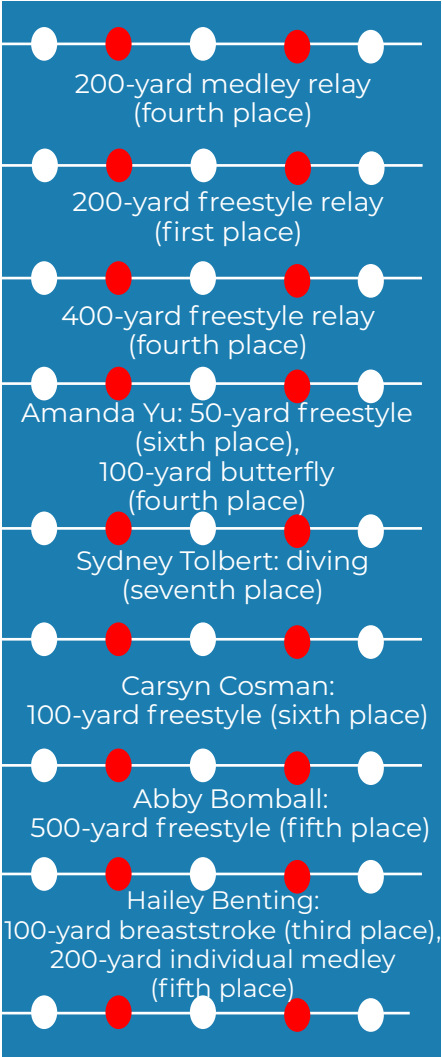 200-yard medley relay
(fourth place)
200-yard freestyle relay
(first place)
400-yard freestyle relay
(fourth place)
Amanda Yu: 50-yard freestyle
(sixth place),
100-yard butterfly
(fourth place)
Sydney Tolbert: diving
(seventh place)
Carsyn Cosman:
100-yard freestyle (sixth place)
Abby Bomball:
500-yard freestyle (fifth place)
Hailey Benting:
100-yard breaststroke (third place),
200-yard individual medley
(fifth place)